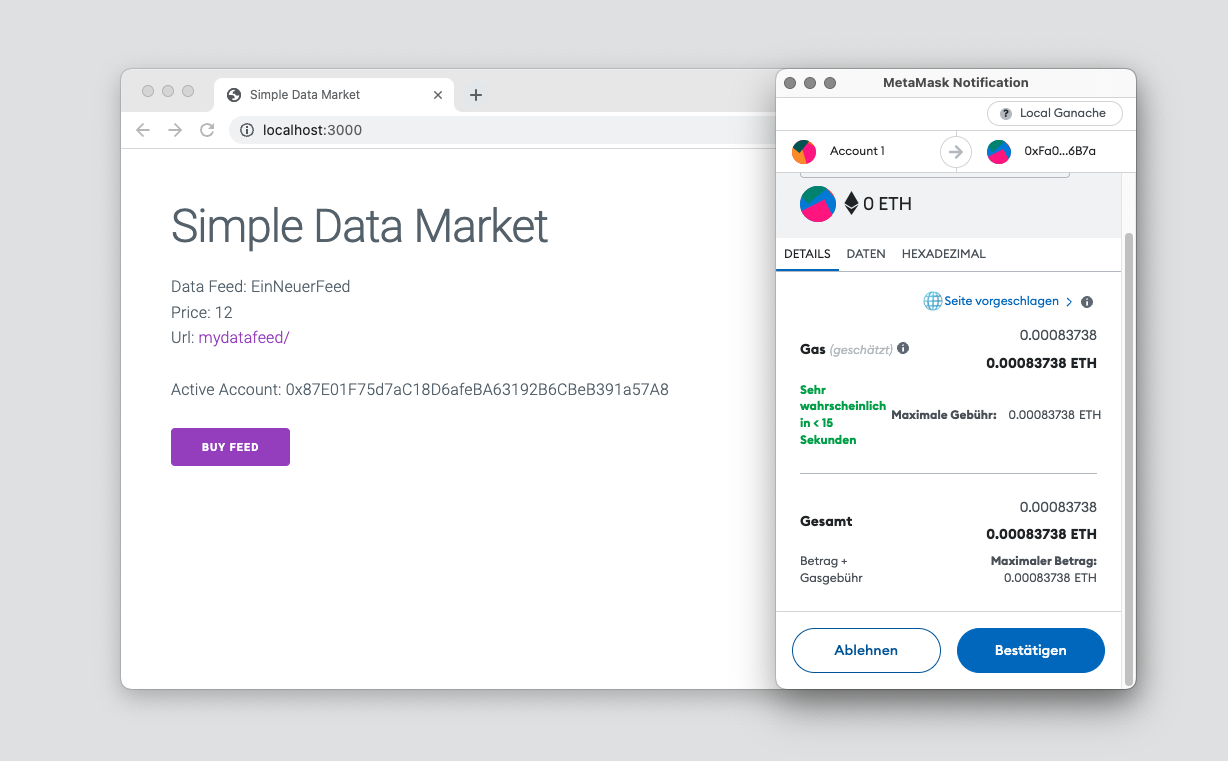 Simple Data Market
localhost:3000
Simple Data Market
Data Feed: EinNeuerFeed
Price: 12
Url: mydatafeed/
Active Account: 0x87E01F75d7aC18D6afeBA63192B6CBeB391a57A8
BUY FEED
MetaMask Notification
Local Ganache
Account 1
0xFa0...6B7a
0 ETH
DETAILS DATEN HEXADEZIMAL
Seite vorgeschlagen
0.00083738
Gas (geschätzt)
0.00083738 ETH
Sehr
wahrscheinlich
in < 15
Sekunden
Maximale Gebühr: 0.00083738 ETH
0.00083738
Gesamt
0.00083738 ETH
Betrag +
Gasgebühr
Maximaler Betrag:
0.00083738 ETH
Ablehnen
Bestätigen